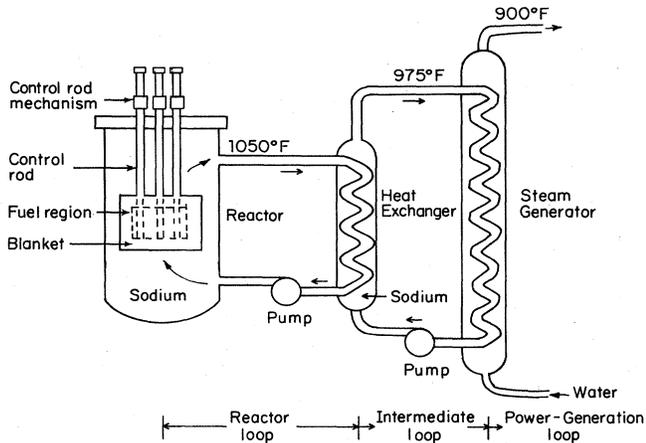 900°F
975°F
Control rod
mechanism
1050°F
Control
rod
Heat
Exchanger
Steam
Generator
Fuel region
Reactor
Blanket
Sodium
Sodium
Pump
Pump
Water
Reactor
loop
Intermediate
loop
Power-Generation
loop